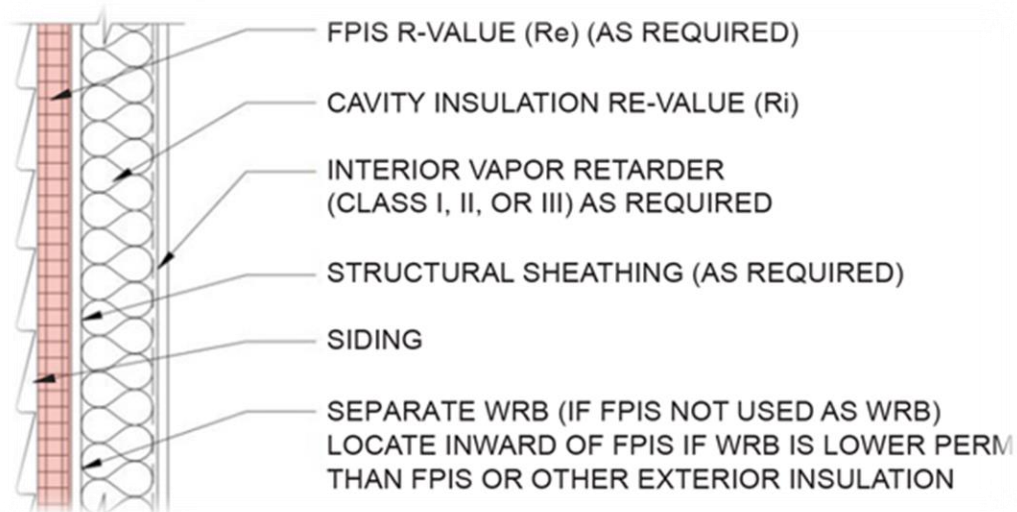 FPIS R-VALUE (Re) (AS REQUIRED)
CAVITY INSULATION RE-VALUE (Ri)
INTERIOR VAPOR RETARDER
(CLASS I, II, OR III) AS REQUIRED
STRUCTURAL SHEATHING (AS REQUIRED)
SIDING
SEPARATE WRB (IF FPIS NOT USED AS WRB)
LOCATE INWARD OF FPIS IF WRB IS LOWER PERM
THAN FPIS OR OTHER EXTERIOR INSULATION